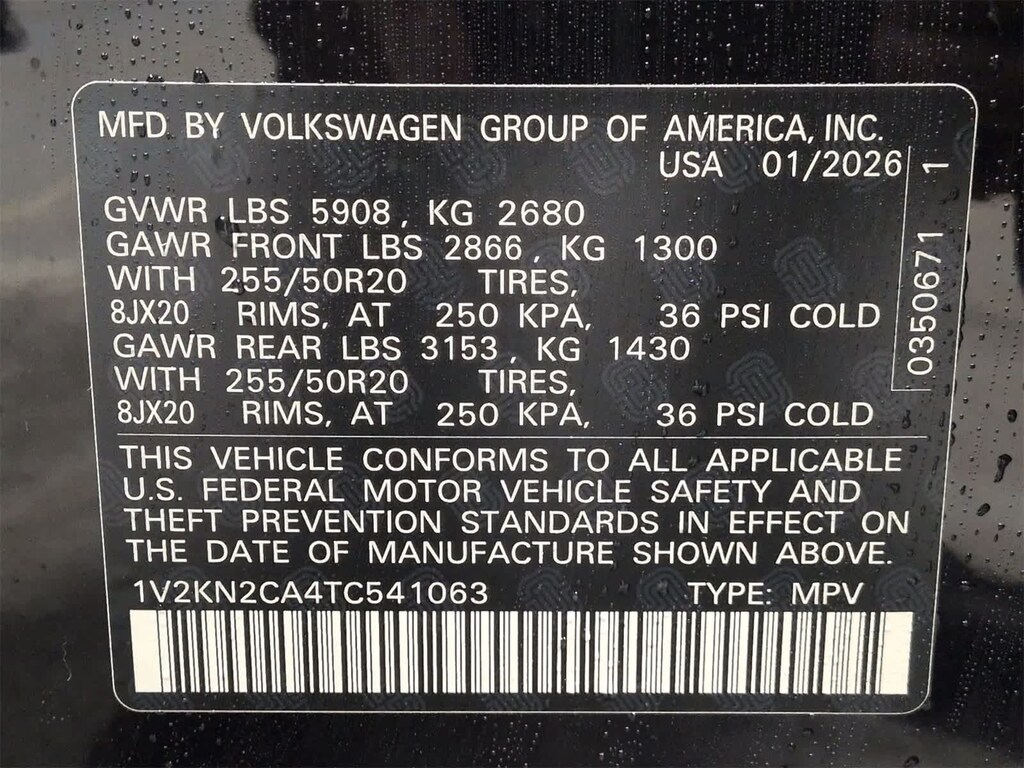 MFD BY VOLKSWAGEN GROUP OF AMERICA, INC.
USA 01/2026
GVWR LBS 5908, KG 2680
GAWR FRONT LBS 2866, KG 1300
WITH 255/50R20 TIRES,
8JX20 RIMS, AT 250 KPA, 36 PSI COLD
GAWR REAR LBS 3153, KG 1430
WITH 255/50R20 TIRES,
8JX20 RIMS, AT 250 KPA, 36 PSI COLD
0350671 1
THIS VEHICLE CONFORMS TO ALL APPLICABLE
U.S. FEDERAL MOTOR VEHICLE SAFETY AND
THEFT PREVENTION STANDARDS IN EFFECT ON
THE DATE OF MANUFACTURE SHOWN ABOVE.
1V2KN2CA4TC541063 TYPE: MPV